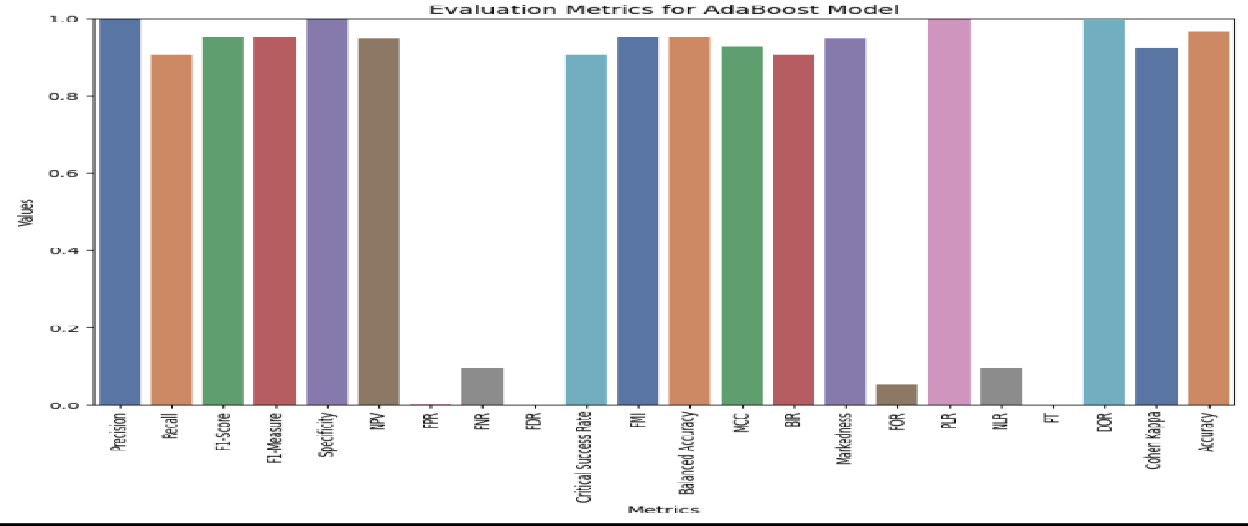 Evaluation Metrics for AdaBoost Model
1.0
0.8
0.6
0.4
0.2
0.0
Values
Precision
Recall
F1-Score
F1-Measure
Specificity
NPV
FPR
FNR
FDR
Critical Success Rate
FMI
Balanced Accuracy
MCC
BIR
Markedness
FOR
PLR
NLR
PT
DOR
Cohen Kappa
Accuracy
Metrics